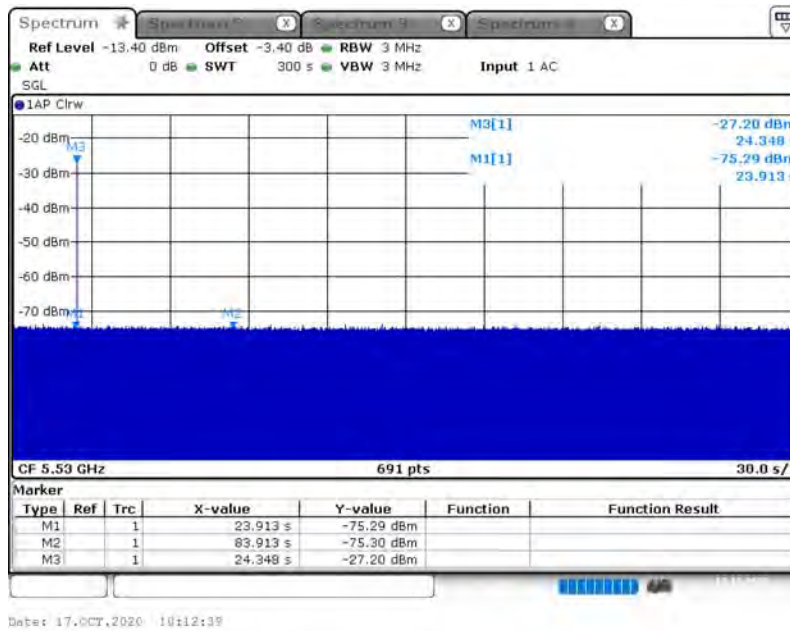 Spectrum
Spectrum 3
Ref Level -13.40 dBm Offset -3.40 dB RBW 3 MHz
Att 0 dB SWT 300 s VBW 3 MHz Input 1 AC
SGL
1AP Clrw
M3[1] -27.20 dBm
24.348 s
M1[1] -75.29 dBm
23.913 s
-20 dBm
M3
-30 dBm
-40 dBm
-50 dBm
-60 dBm
-70 dBm
M1 M2
CF 5.53 GHz 691 pts 30.0 s/
Marker
Type Ref Trc X-value Y-value Function Function Result
M1 1 23.913 s -75.29 dBm
M2 1 83.913 s -75.30 dBm
M3 1 24.348 s -27.20 dBm
Date: 17.OCT.2020 10:12:39